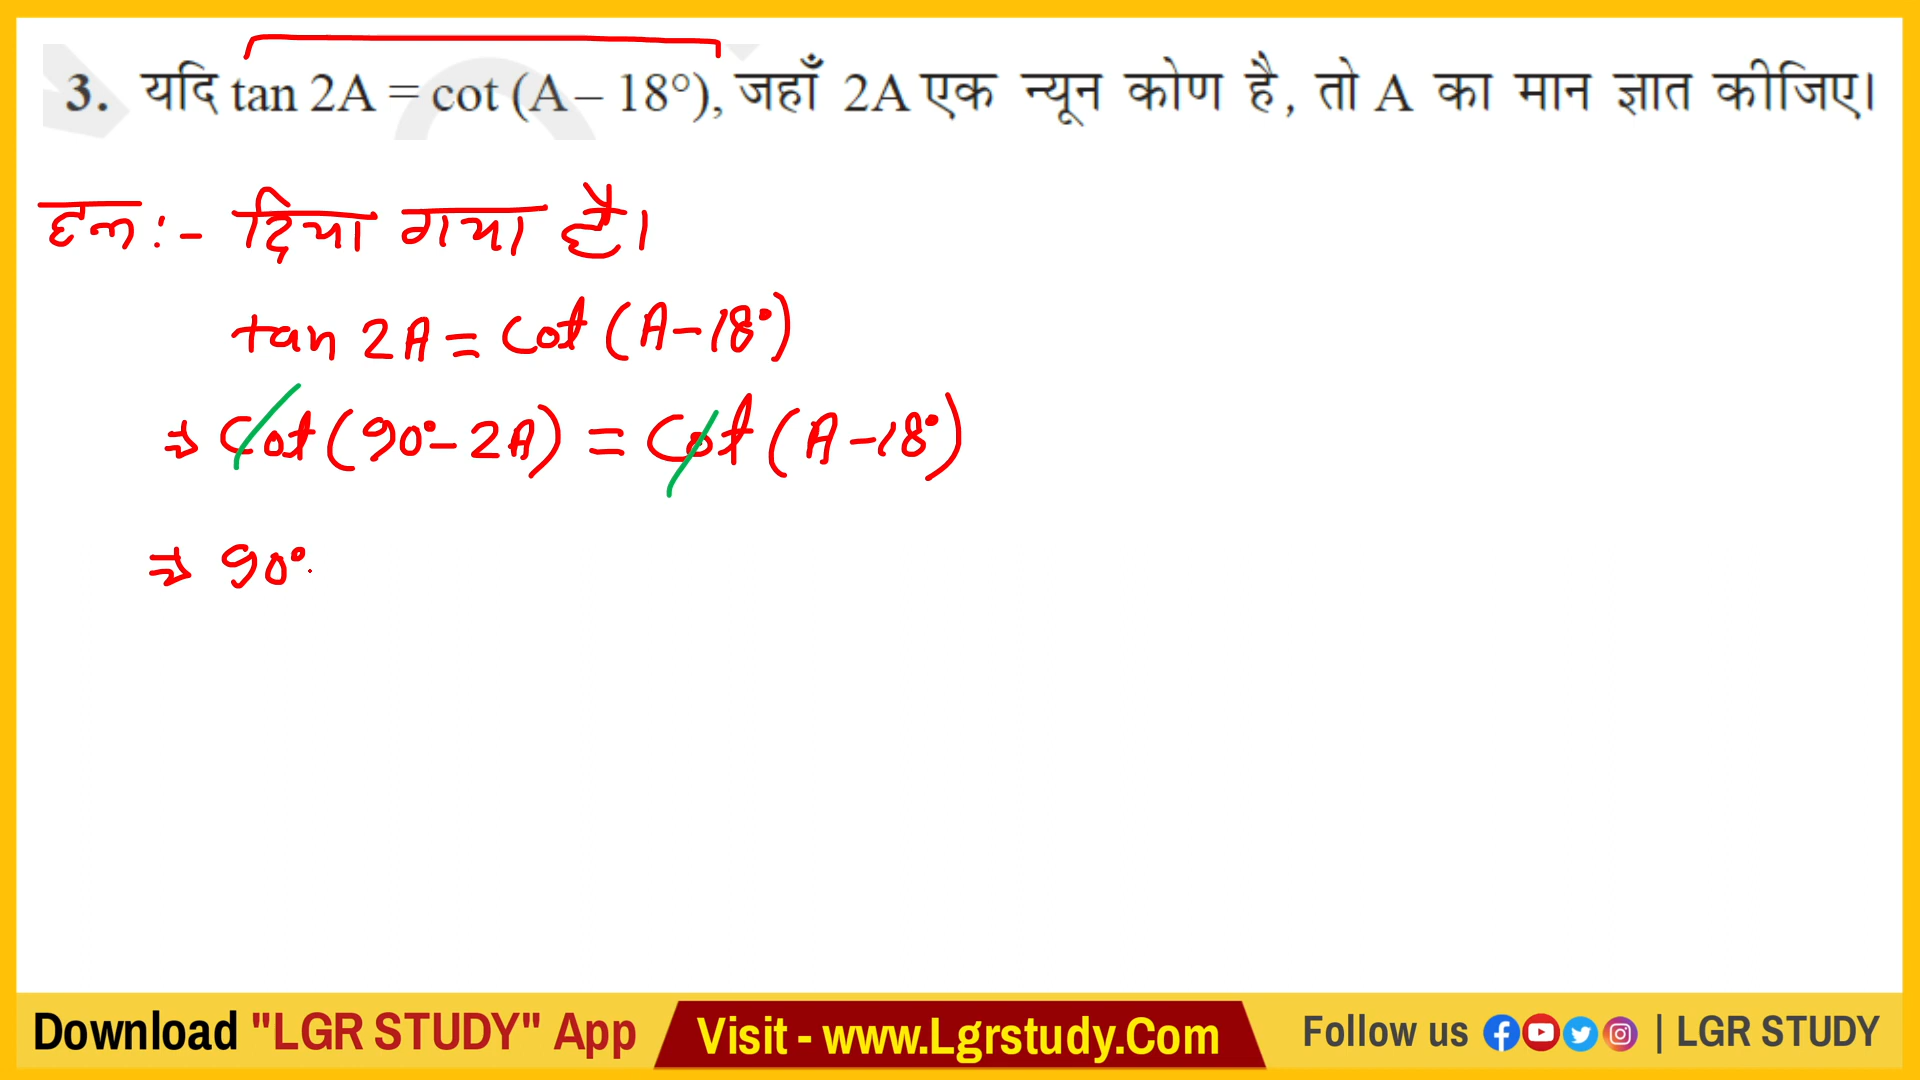 3. यदि tan 2A = cot (A – 18°), जहाँ 2A एक न्यून कोण है, तो A का मान ज्ञात कीजिए।
हल :- दिया गया है।
tan 2A = cot (A - 18°)
⇒ cot (90° - 2A) = cot (A - 18°)
⇒ 90°
Download "LGR STUDY" App Visit - www.Lgrstudy.Com Follow us | LGR STUDY